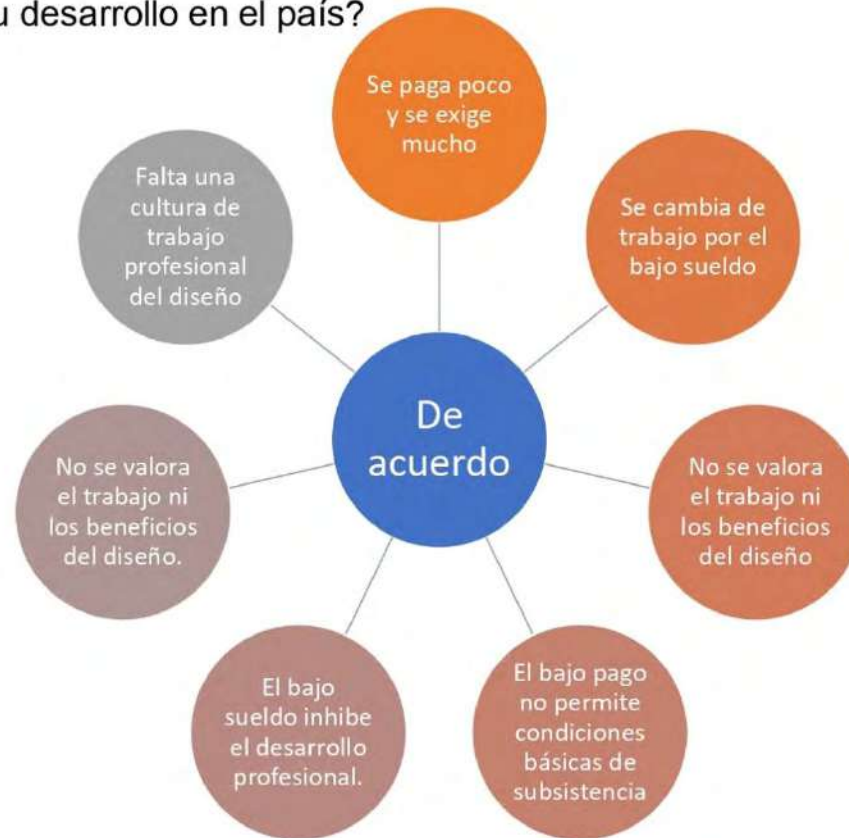 u desarrollo en el país?
Se paga poco
y se exige
mucho
Se cambia de
trabajo por el
bajo sueldo
No se valora
el trabajo ni
los beneficios
del diseño
El bajo pago
no permite
condiciones
básicas de
subsistencia
El bajo
sueldo inhibe
el desarrollo
profesional.
No se valora
el trabajo ni
los beneficios
del diseño.
Falta una
cultura de
trabajo
profesional
del diseño
De
acuerdo